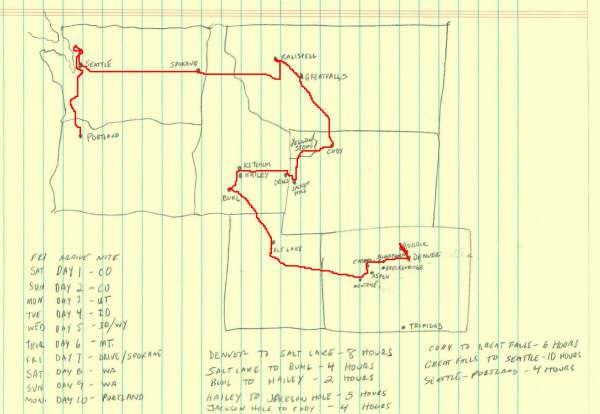 KALISPELL
SEATTLE
SPOKANE
GREAT FALLS
PORTLAND
YELLOW
STONE
CODY
KETCHUM
HAILEY
JACKSON
HOLE
BUHL
SALT LAKE
BOULDER
DENVER
BRECKENRIDGE
ASPEN
TRINIDAD
FRI ARRIVE NITE
SAT DAY 1 - CO
SUN DAY 2 - CO
MON DAY 3 - UT
TUE DAY 4 - ID
WED DAY 5 - ID/WY
THUR DAY 6 - MT.
FRI DAY 7 - DRIVE/SPOKANE
SAT DAY 8 - WA
SUN DAY 9 - WA
MON DAY 10 - PORTLAND
DENVER TO SALT LAKE - 8 HOURS
SALT LAKE TO BUHL - 4 HOURS
BUHL TO HAILEY - 2 HOURS
HAILEY TO JACKSON HOLE - 5 HOURS
JACKSON HOLE TO CODY - 4 HOURS
CODY TO GREAT FALLS - 6 HOURS
GREAT FALLS TO SEATTLE - 10 HOURS
SEATTLE - PORTLAND - 4 HOURS